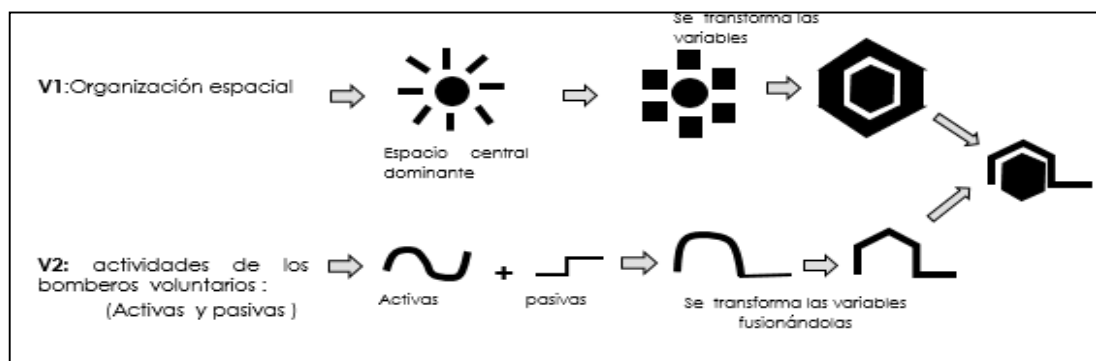 Se transforma las
variables
V1:Organización espacial
Espacio central
dominante
V2: actividades de los
bomberos voluntarios :
(Activas y pasivas )
Activas
+
pasivas
Se transforma las variables
fusionándolas